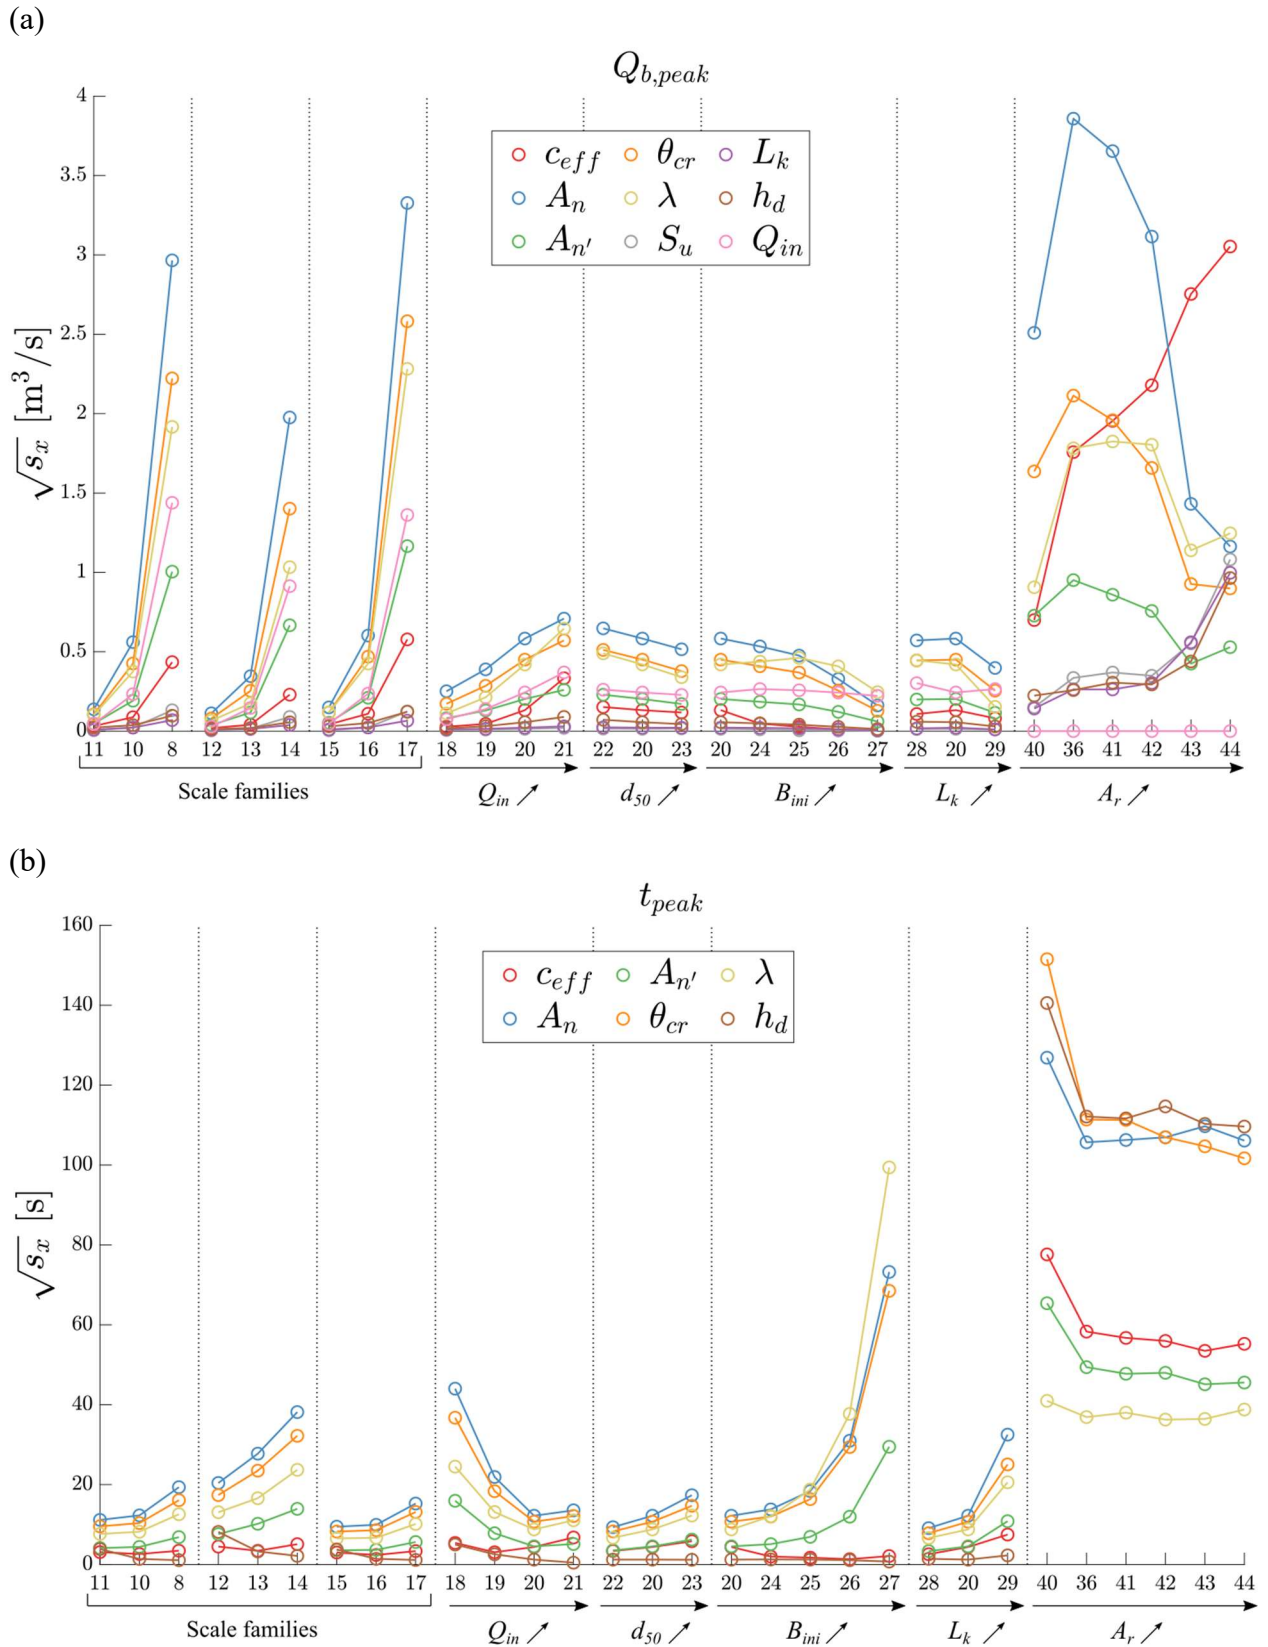 (a)
Q_{b,peak}
4
3.5
3
2.5
2
1.5
1
0.5
0
√s_x [m³/s]
c_{eff} θ_{cr} L_k
A_n λ h_d
A_{n'} S_u Q_{in}
11 10 8 12 13 14 15 16 17 18 19 20 21 22 20 23 20 24 25 26 27 28 20 29 40 36 41 42 43 44
Scale families Q_{in} ↗ d_{50} ↗ B_{ini} ↗ L_k ↗ A_r ↗
(b)
t_{peak}
160
140
120
100
80
60
40
20
0
√s_x [s]
c_{eff} A_{n'} λ
A_n θ_{cr} h_d
11 10 8 12 13 14 15 16 17 18 19 20 21 22 20 23 20 24 25 26 27 28 20 29 40 36 41 42 43 44
Scale families Q_{in} ↗ d_{50} ↗ B_{ini} ↗ L_k ↗ A_r ↗